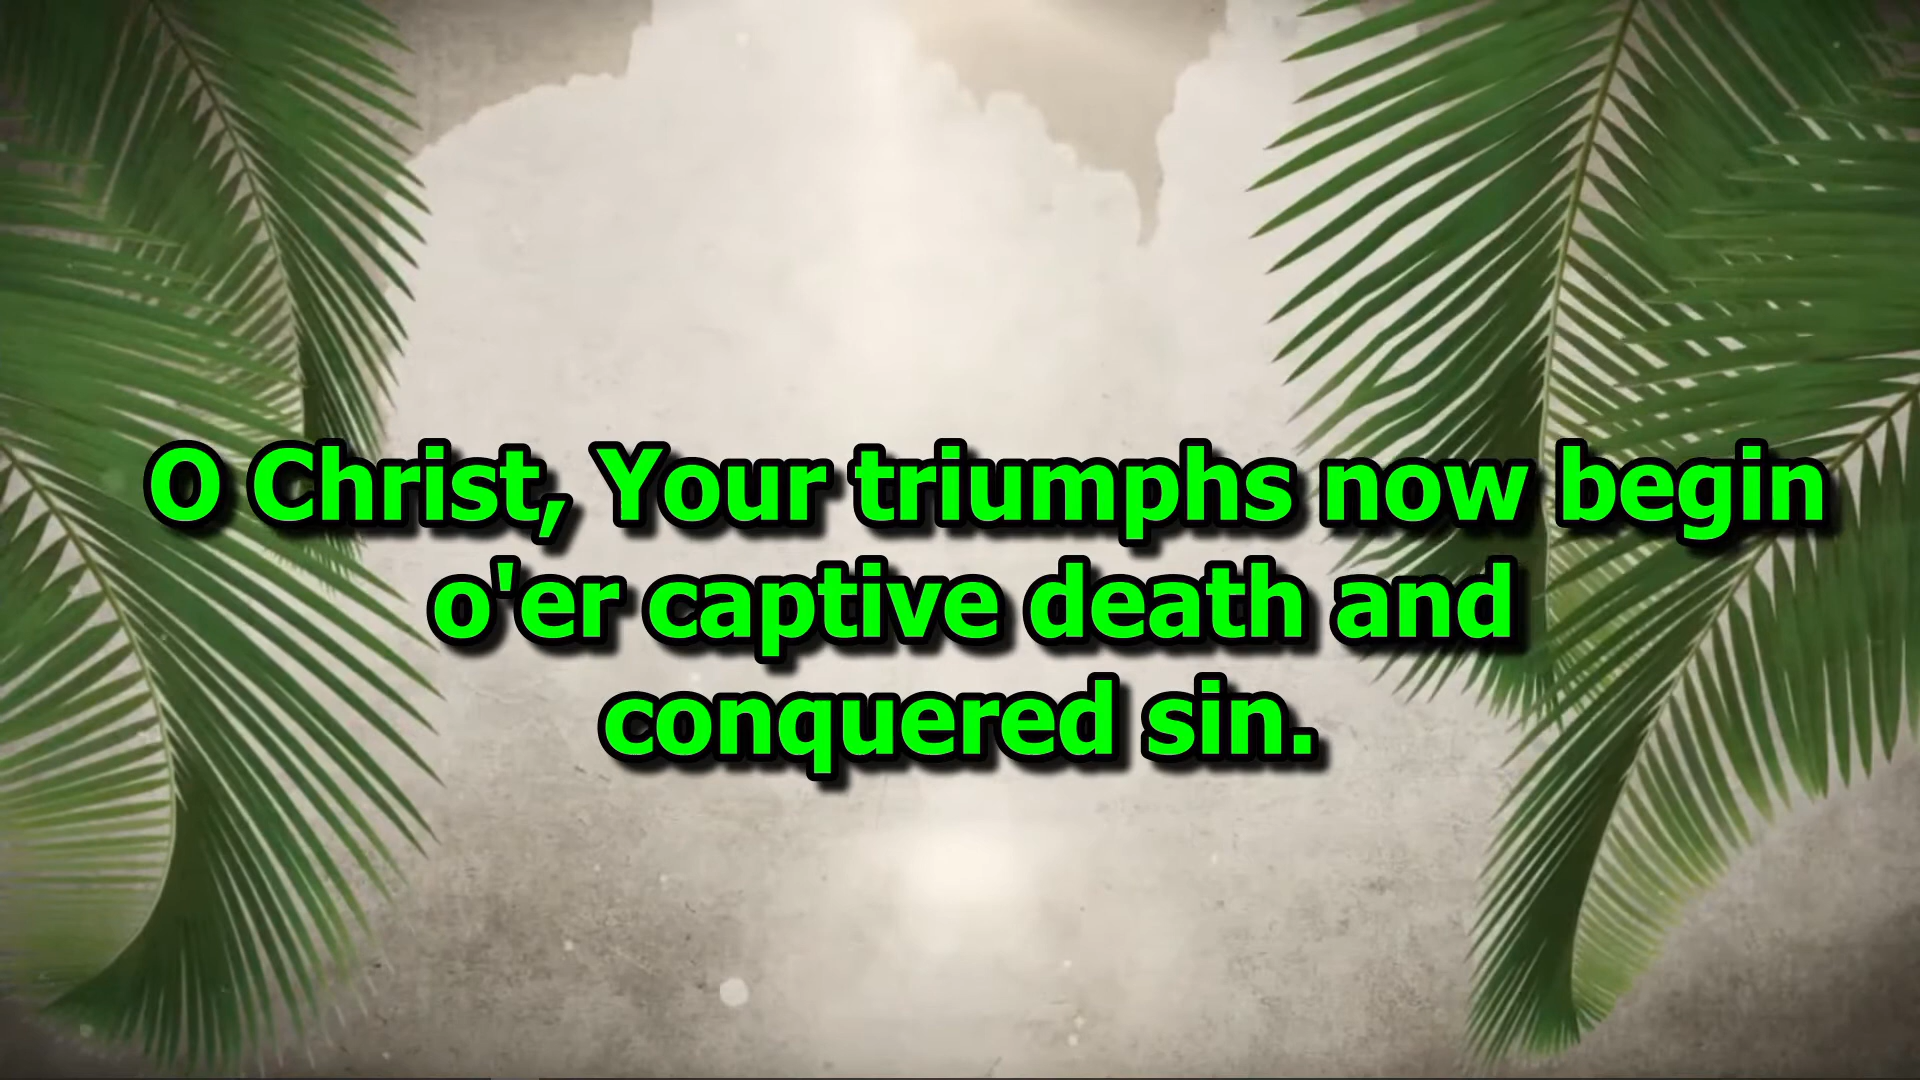 O Christ, Your triumphs now begin
o'er captive death and
conquered sin.